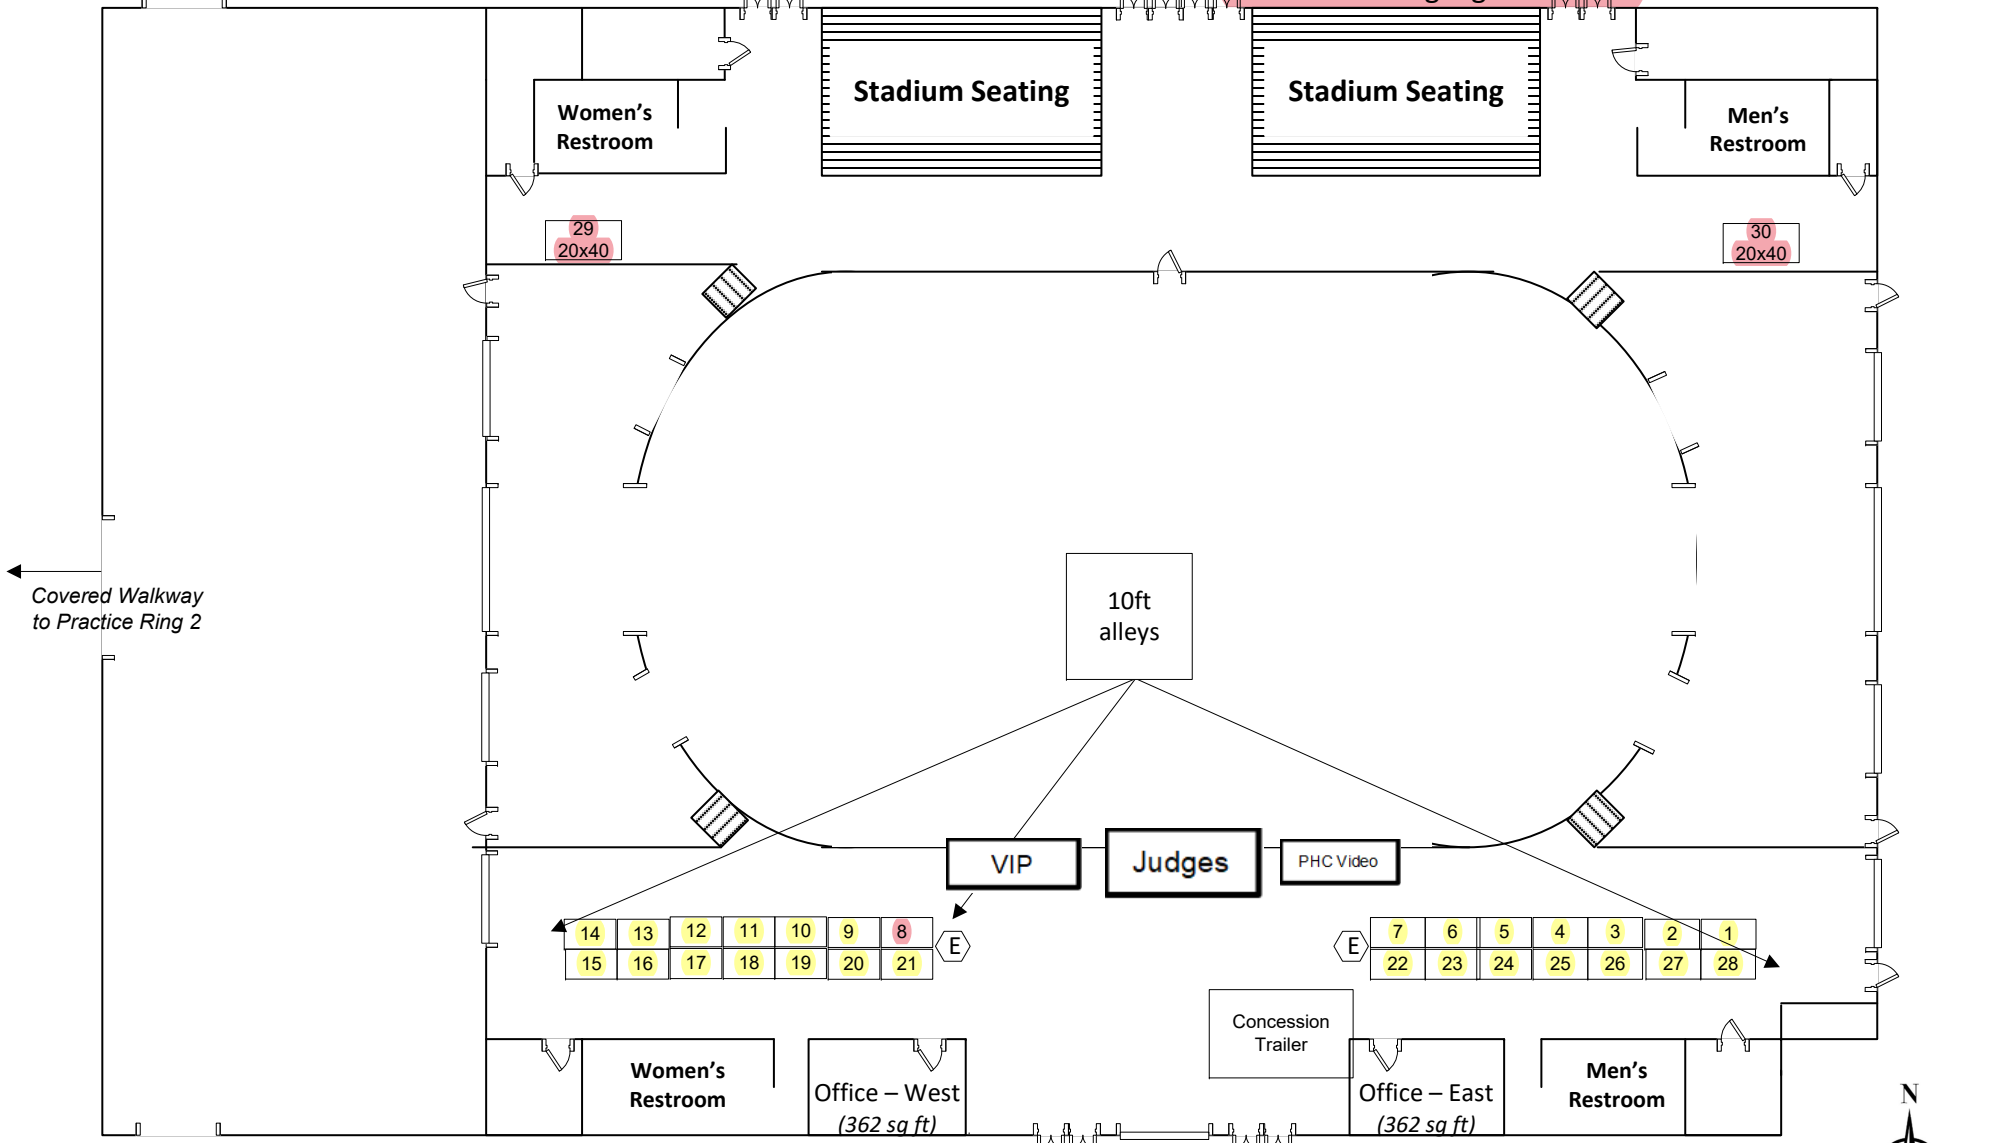 Stadium Seating
Stadium Seating
Women's
Restroom
Men's
Restroom
29
20x40
30
20x40
10ft
alleys
Covered Walkway
to Practice Ring 2
VIP
Judges
PHC Video
14 13 12 11 10 9 8
E
E
7 6 5 4 3 2 1
15 16 17 18 19 20 21
22 23 24 25 26 27 28
Concession
Trailer
Women's
Restroom
Office – West
(362 sq ft)
Office – East
(362 sq ft)
Men's
Restroom
N